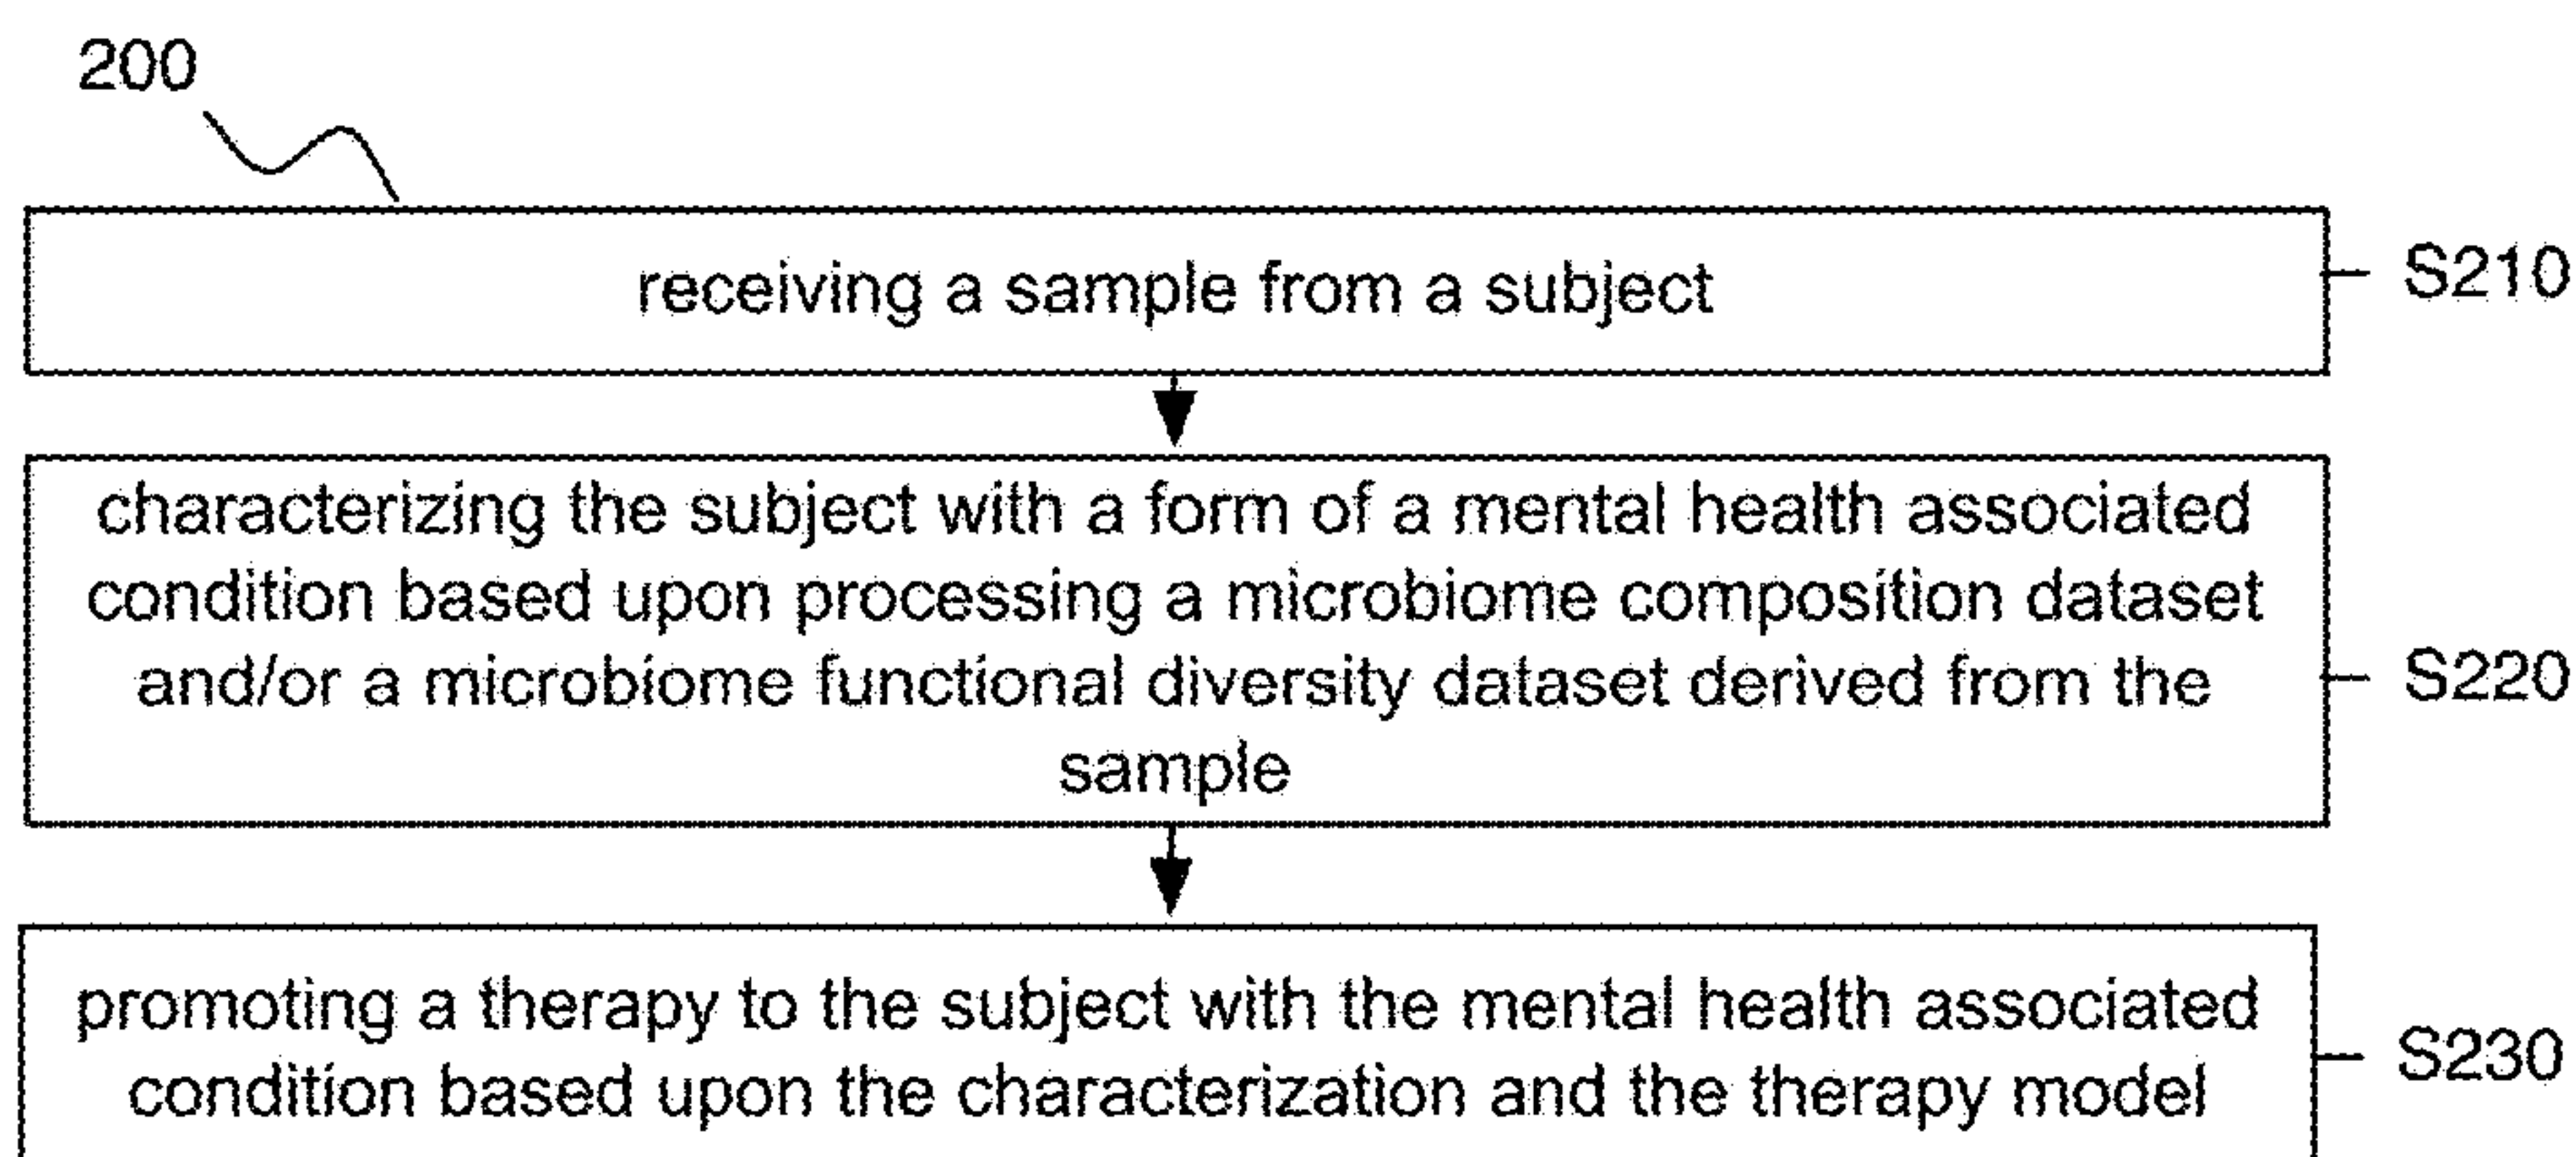 200
receiving a sample from a subject
S210
characterizing the subject with a form of a mental health associated
condition based upon processing a microbiome composition dataset
and/or a microbiome functional diversity dataset derived from the
sample
S220
promoting a therapy to the subject with the mental health associated
condition based upon the characterization and the therapy model
S230